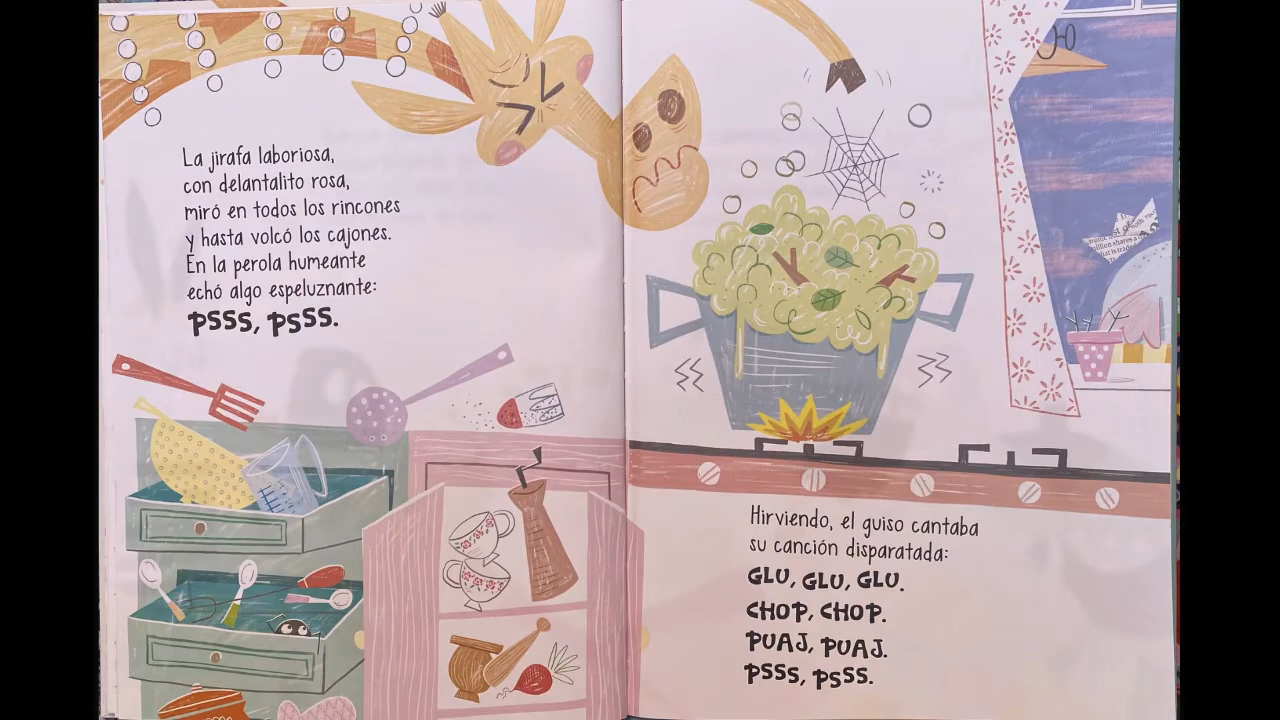 La jirafa laboriosa,
con delantalito rosa,
miró en todos los rincones
y hasta volcó los cajones.
En la perola humeante
echó algo espeluznante:
PSSS, PSSS.
Hirviendo, el guiso cantaba
su canción disparatada:
GLU, GLU, GLU.
CHOP, CHOP.
PUAJ, PUAJ.
PSSS, PSSS.